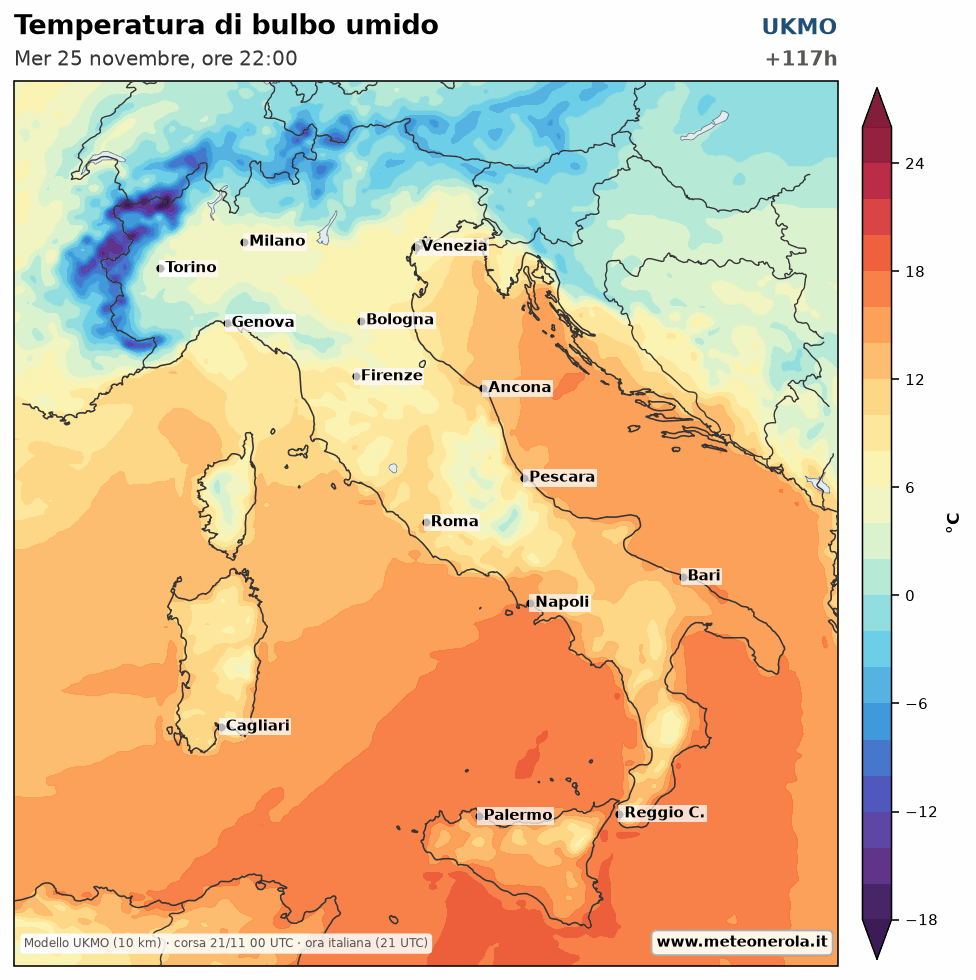 Temperatura di bulbo umido
UKMO
Mer 25 novembre, ore 22:00
+117h
Milano
Venezia
Torino
Genova
Bologna
Firenze
Ancona
Pescara
Roma
Bari
Napoli
Cagliari
Palermo
Reggio C.
24
18
12
6
0
−6
−12
−18
°C
Modello UKMO (10 km) · corsa 21/11 00 UTC · ora italiana (21 UTC)
www.meteonerola.it